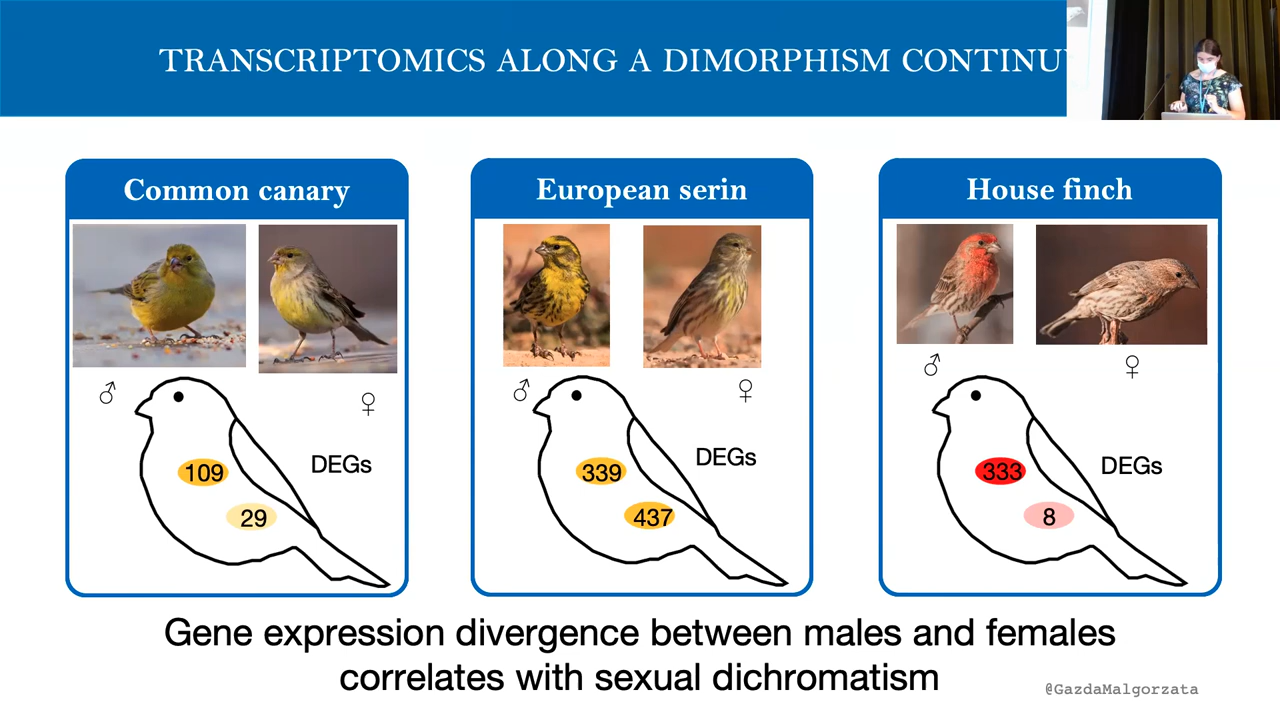 TRANSCRIPTOMICS ALONG A DIMORPHISM CONTINU
Common canary
♂
♀
DEGs
109
29
European serin
♂
♀
DEGs
339
437
House finch
♂
♀
DEGs
333
8
Gene expression divergence between males and females
correlates with sexual dichromatism
@GazdaMalgorzata